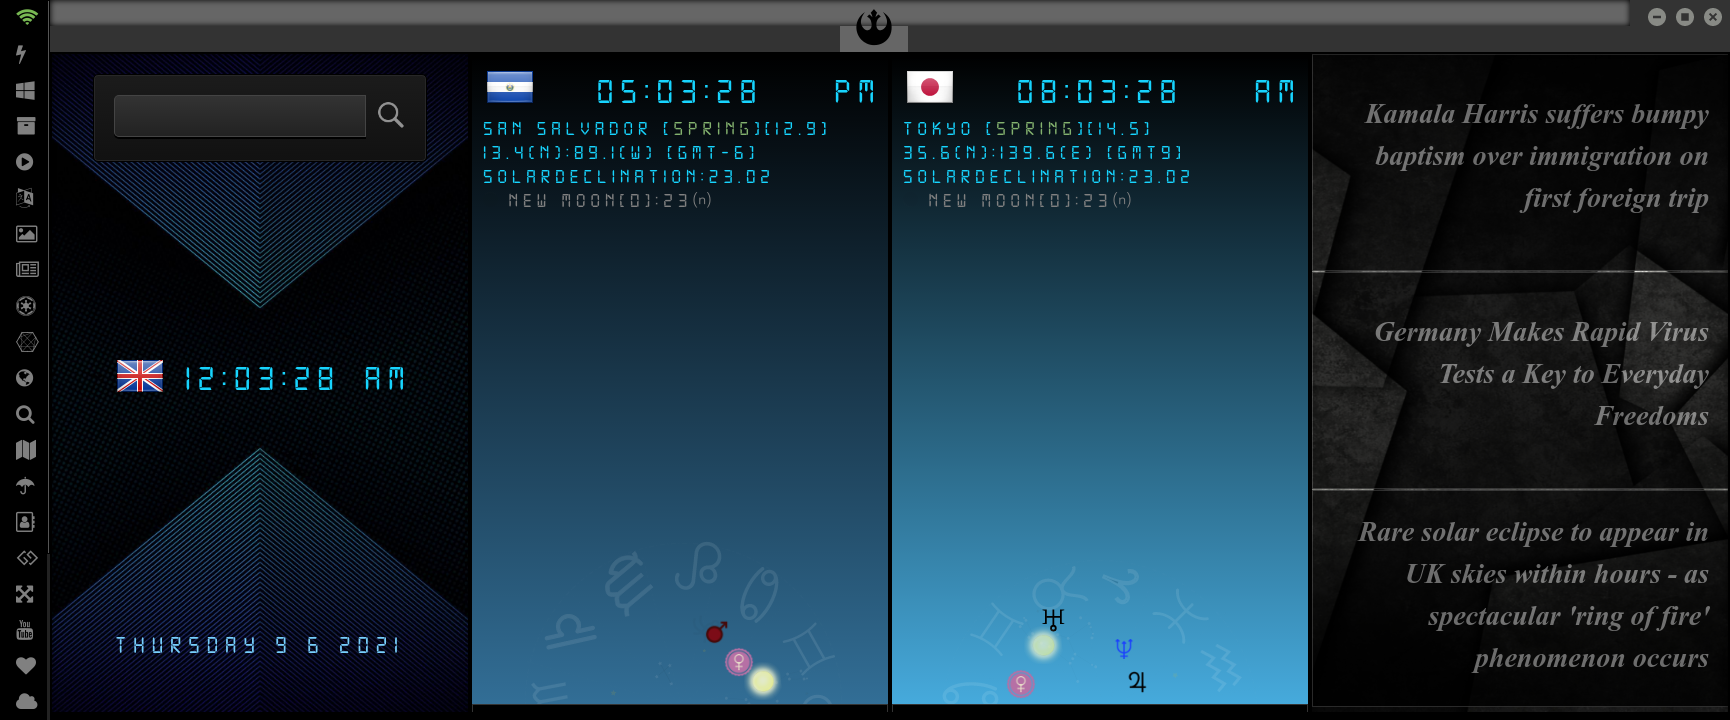 05:03:28 PM
SAN SALVADOR [SPRING][12.9]
13.4(N):89.1(W) [GMT-6]
SOLARDECLINATION:23.02
NEW MOON[0]:23(n)
08:03:28 AM
TOKYO [SPRING][14.5]
35.6(N):139.6(E) [GMT9]
SOLARDECLINATION:23.02
NEW MOON[0]:23(n)
12:03:28 AM
THURSDAY 9 6 2021
Kamala Harris suffers bumpy
baptism over immigration on
first foreign trip
Germany Makes Rapid Virus
Tests a Key to Everyday
Freedoms
Rare solar eclipse to appear in
UK skies within hours - as
spectacular 'ring of fire'
phenomenon occurs
You
Tube